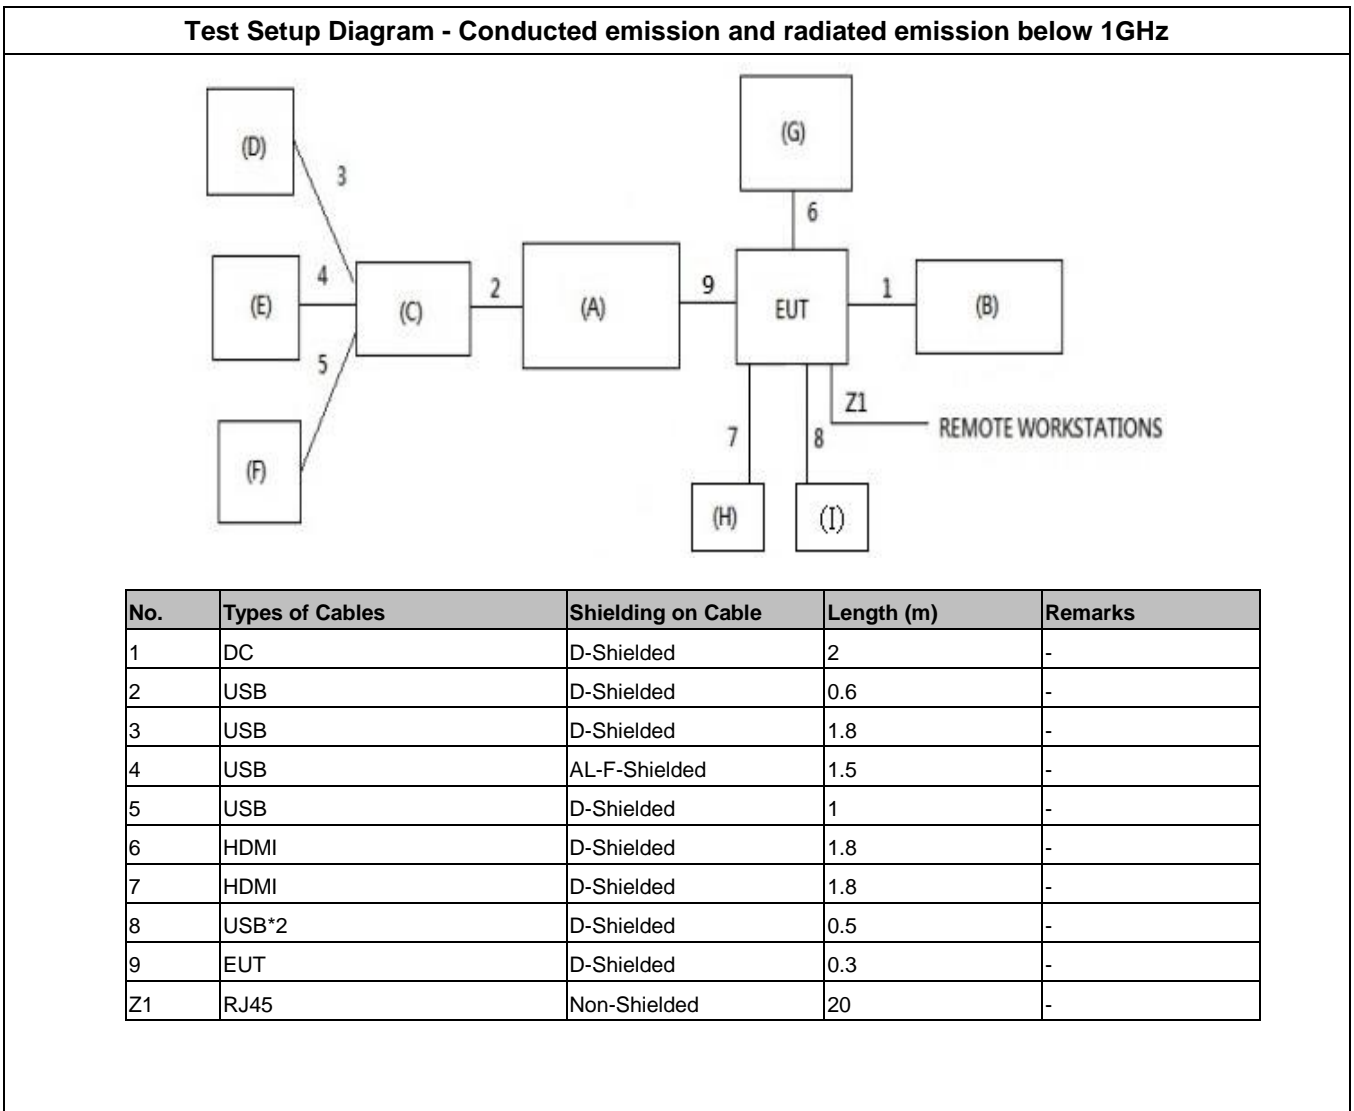 Test Setup Diagram - Conducted emission and radiated emission below 1GHz
(D)
(G)
3
6
(E)
4
(C)
2
(A)
9
EUT
1
(B)
5
Z1
REMOTE WORKSTATIONS
7
8
(F)
(H)
(I)
No. Types of Cables Shielding on Cable Length (m) Remarks
1 DC D-Shielded 2 -
2 USB D-Shielded 0.6 -
3 USB D-Shielded 1.8 -
4 USB AL-F-Shielded 1.5 -
5 USB D-Shielded 1 -
6 HDMI D-Shielded 1.8 -
7 HDMI D-Shielded 1.8 -
8 USB*2 D-Shielded 0.5 -
9 EUT D-Shielded 0.3 -
Z1 RJ45 Non-Shielded 20 -